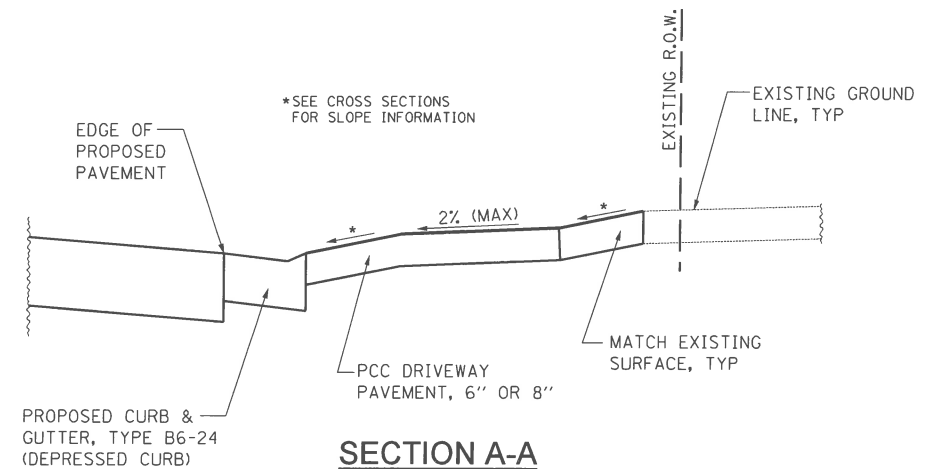 EXISTING R.O.W.
*SEE CROSS SECTIONS
FOR SLOPE INFORMATION
EXISTING GROUND
LINE, TYP
EDGE OF
PROPOSED
PAVEMENT
*
2% (MAX)
*
MATCH EXISTING
SURFACE, TYP
PCC DRIVEWAY
PAVEMENT, 6'' OR 8''
PROPOSED CURB &
GUTTER, TYPE B6-24
(DEPRESSED CURB)
SECTION A-A